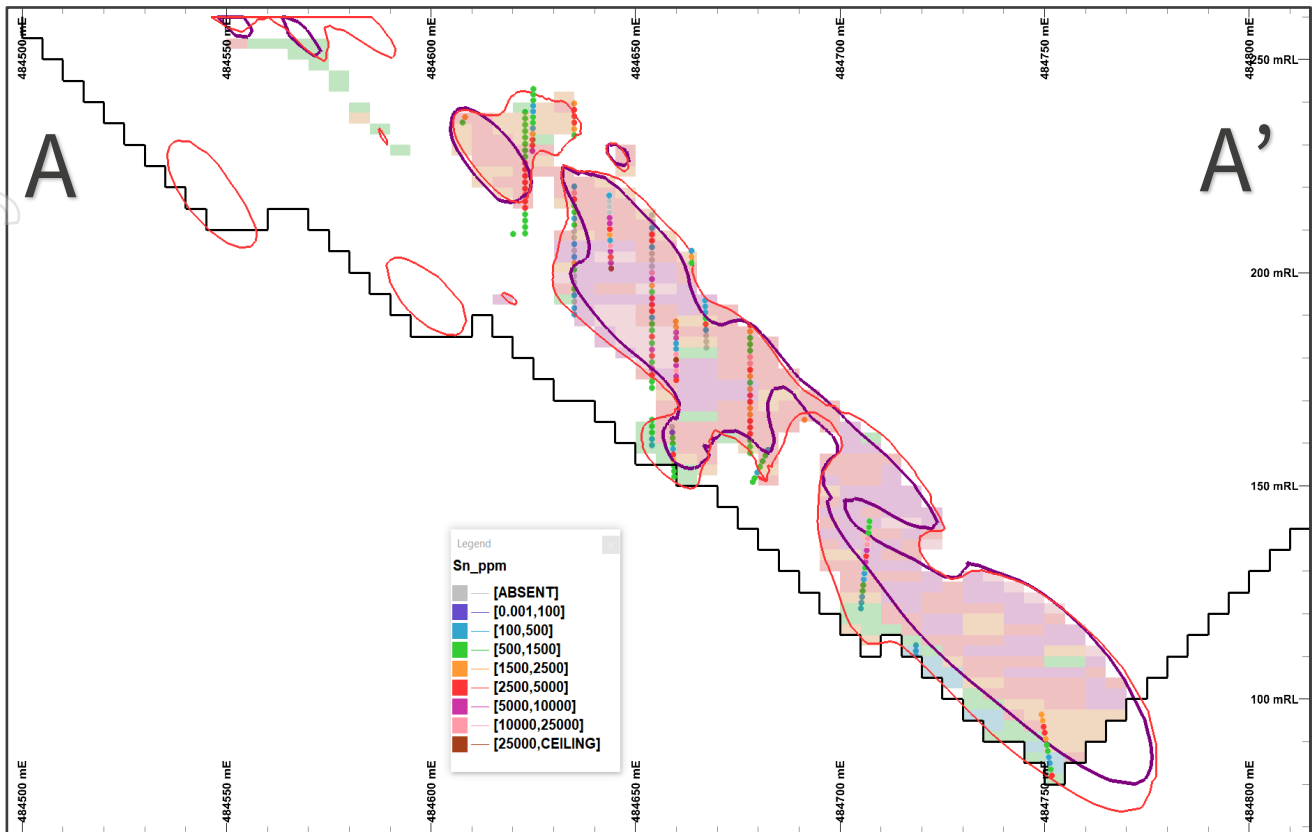 484500 mE
484550 mE
484600 mE
484650 mE
484700 mE
484750 mE
484800 mE
250 mRL
A
A’
200 mRL
150 mRL
Legend
Sn_ppm
[ABSENT]
[0.001,100]
[100,500]
[500,1500]
[1500,2500]
[2500,5000]
[5000,10000]
[10000,25000]
[25000,CEILING]
100 mRL
484500 mE
484550 mE
484600 mE
484650 mE
484700 mE
484750 mE
484800 mE